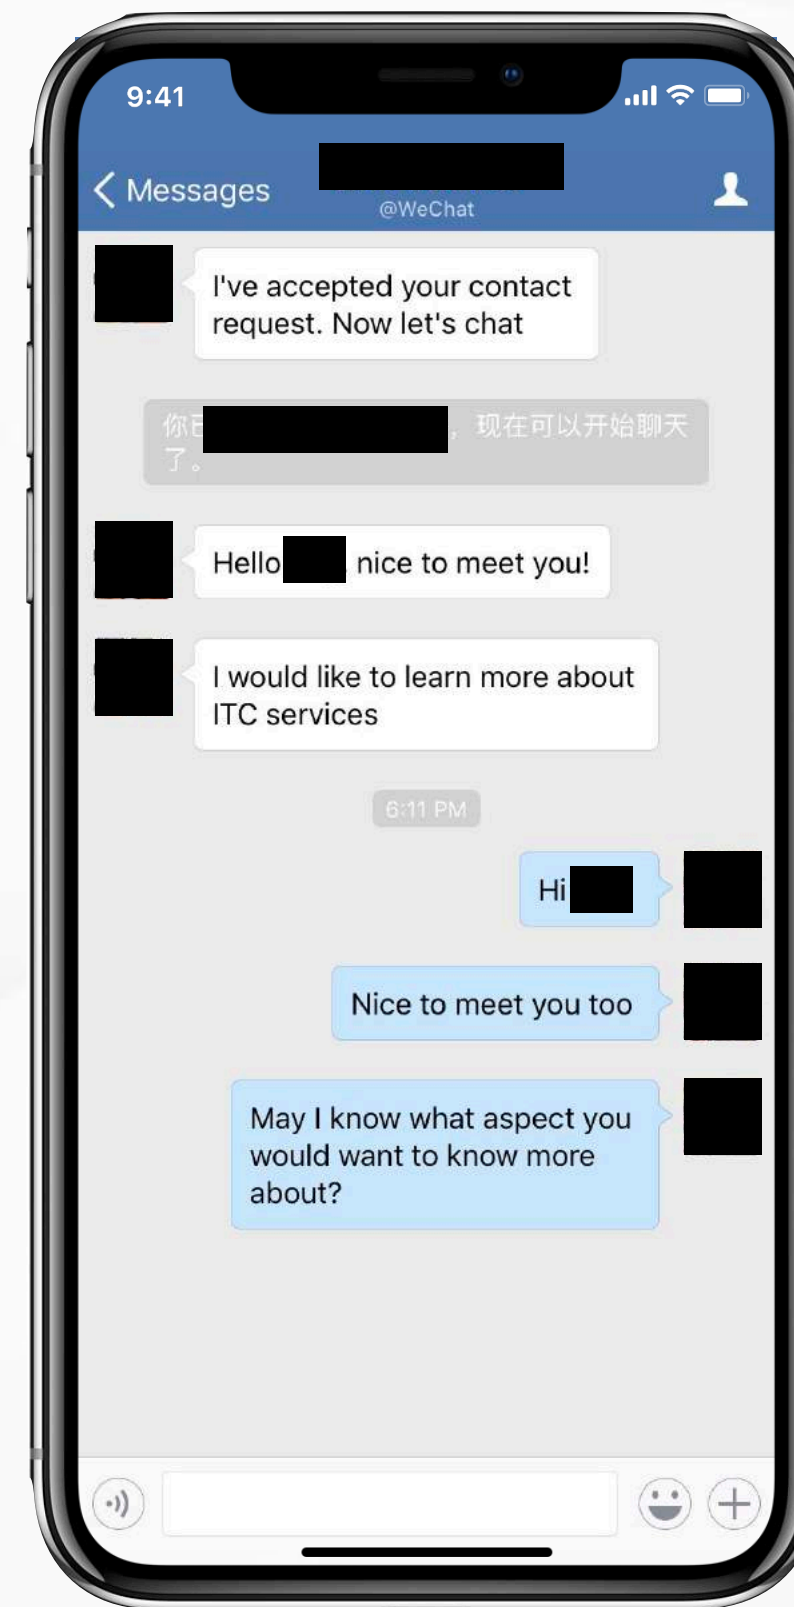 9:41
Messages
@WeChat
I've accepted your contact
request. Now let's chat
你 ，现在可以开始聊天
了。
Hello nice to meet you!
I would like to learn more about
ITC services
6:11 PM
Hi
Nice to meet you too
May I know what aspect you
would want to know more
about?